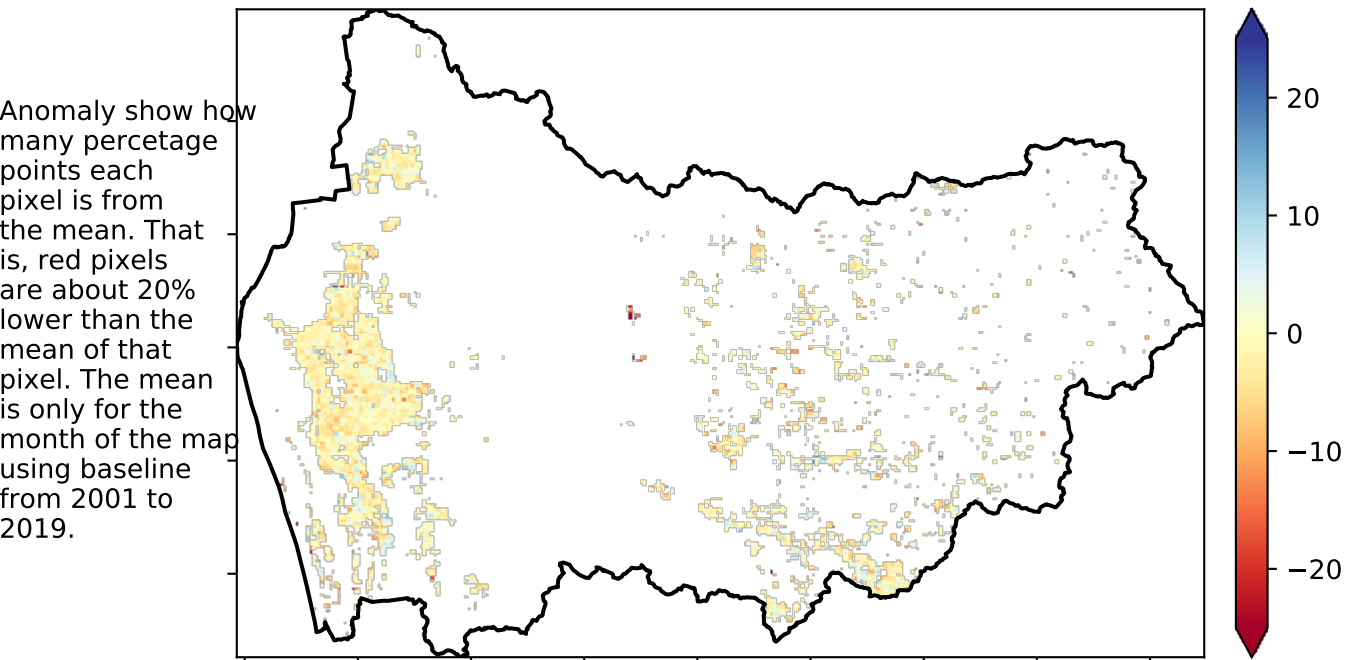 Anomaly show how
many percetage
points each
pixel is from
the mean. That
is, red pixels
are about 20%
lower than the
mean of that
pixel. The mean
is only for the
month of the map
using baseline
from 2001 to
2019.
20
10
0
−10
−20